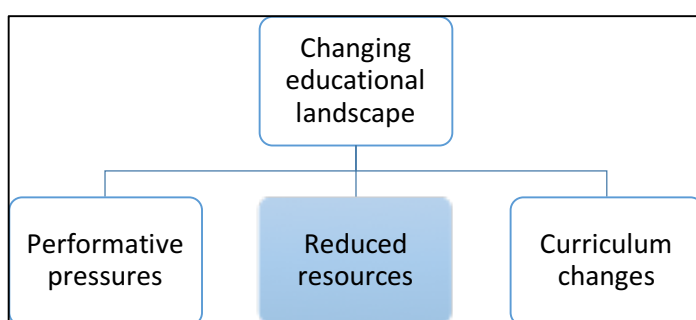 Changing
educational
landscape
Performative
pressures
Reduced
resources
Curriculum
changes